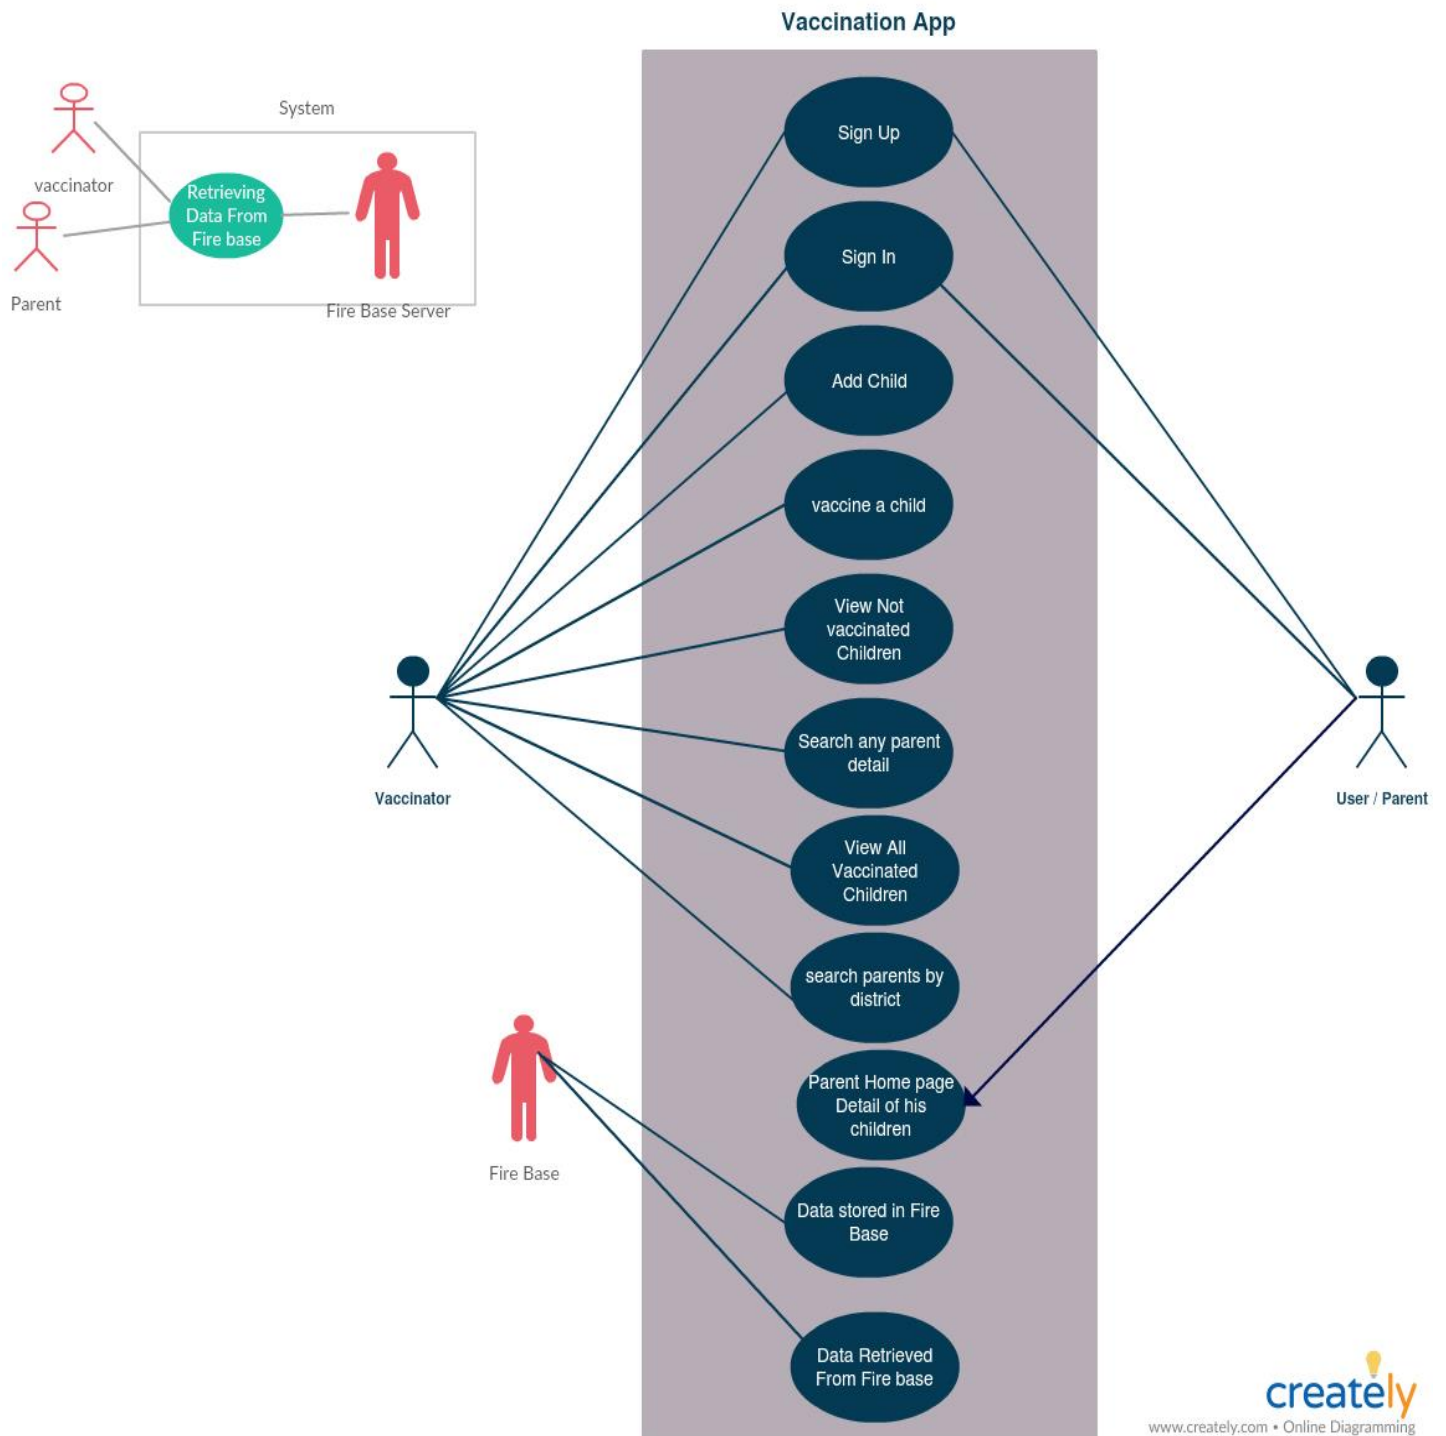 Vaccination App
System
vaccinator
Retrieving
Data From
Fire base
Parent
Fire Base Server
Sign Up
Sign In
Add Child
vaccine a child
View Not
vaccinated
Children
Search any parent
detail
Vaccinator
User / Parent
View All
Vaccinated
Children
search parents by
district
Parent Home page
Detail of his
children
Fire Base
Data stored in Fire
Base
Data Retrieved
From Fire base
creately
www.creately.com • Online Diagramming